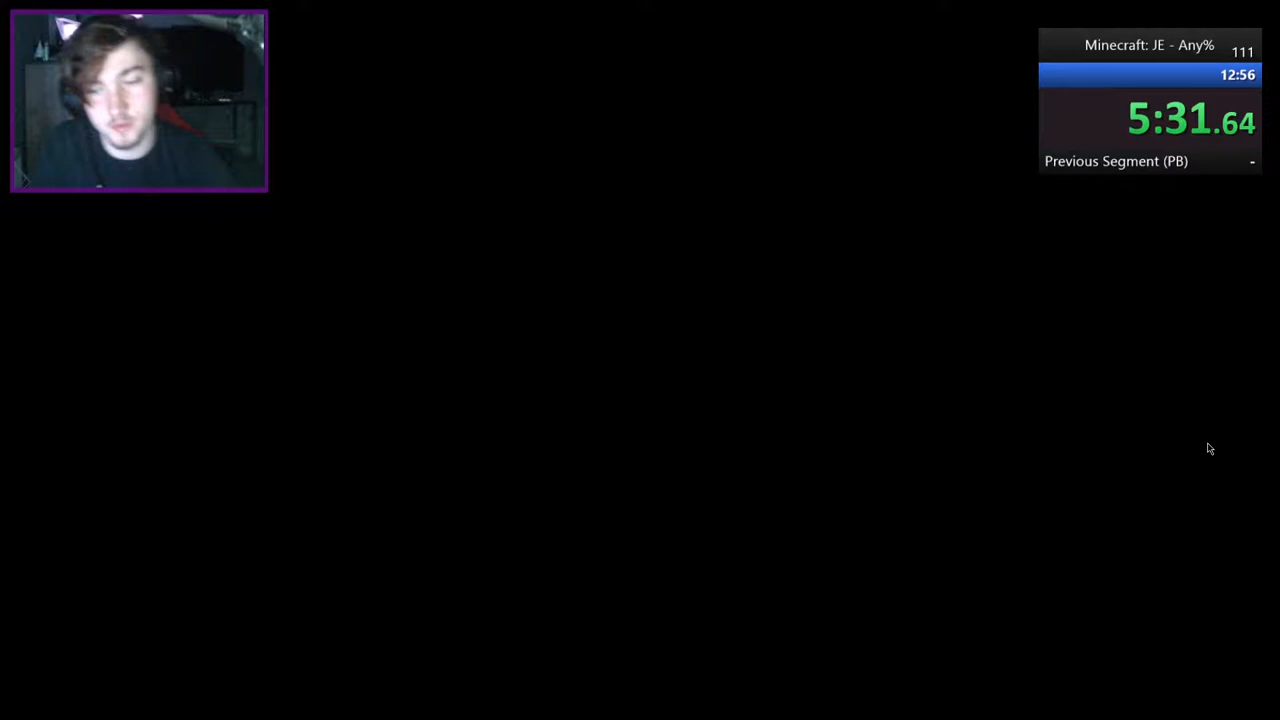 Minecraft: JE - Any%
111
12:56
5:31.64
Previous Segment (PB) -